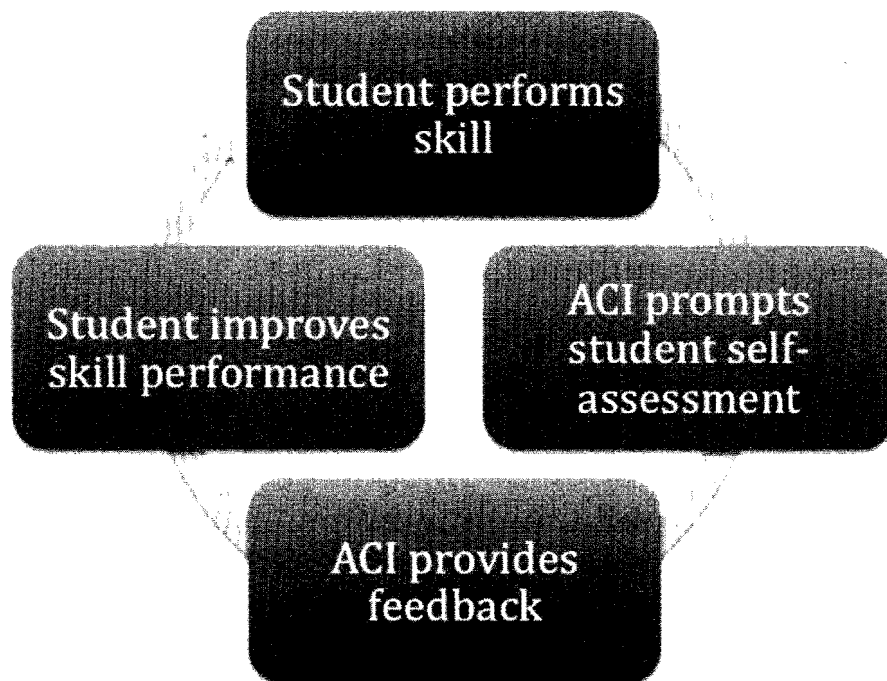 Student performs
skill
ACI prompts
student self-
assessment
ACI provides
feedback
Student improves
skill performance